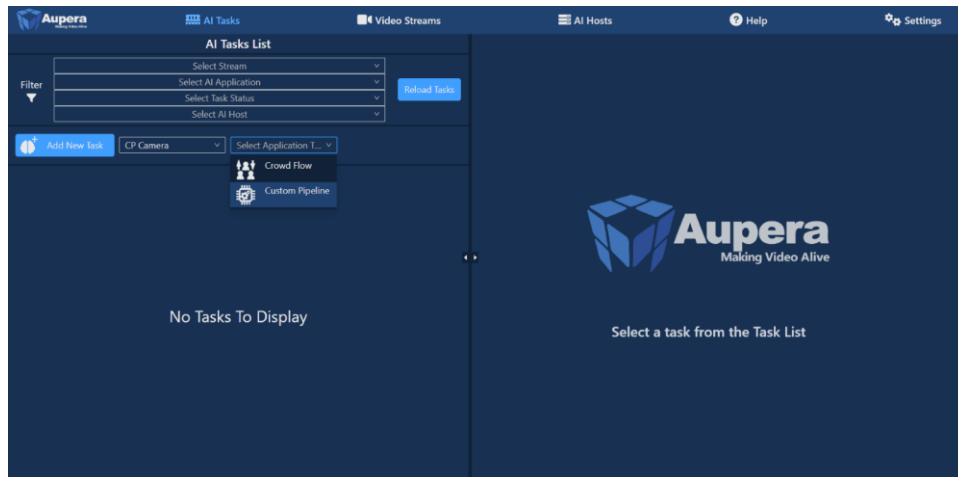 Aupera
Making Video Alive
AI Tasks
Video Streams
AI Hosts
Help
Settings
AI Tasks List
Filter
Select Stream
Select AI Application
Select Task Status
Select AI Host
Reload Tasks
Add New Task
CP Camera
Select Application T...
Crowd Flow
Custom Pipeline
No Tasks To Display
Aupera
Making Video Alive
Select a task from the Task List